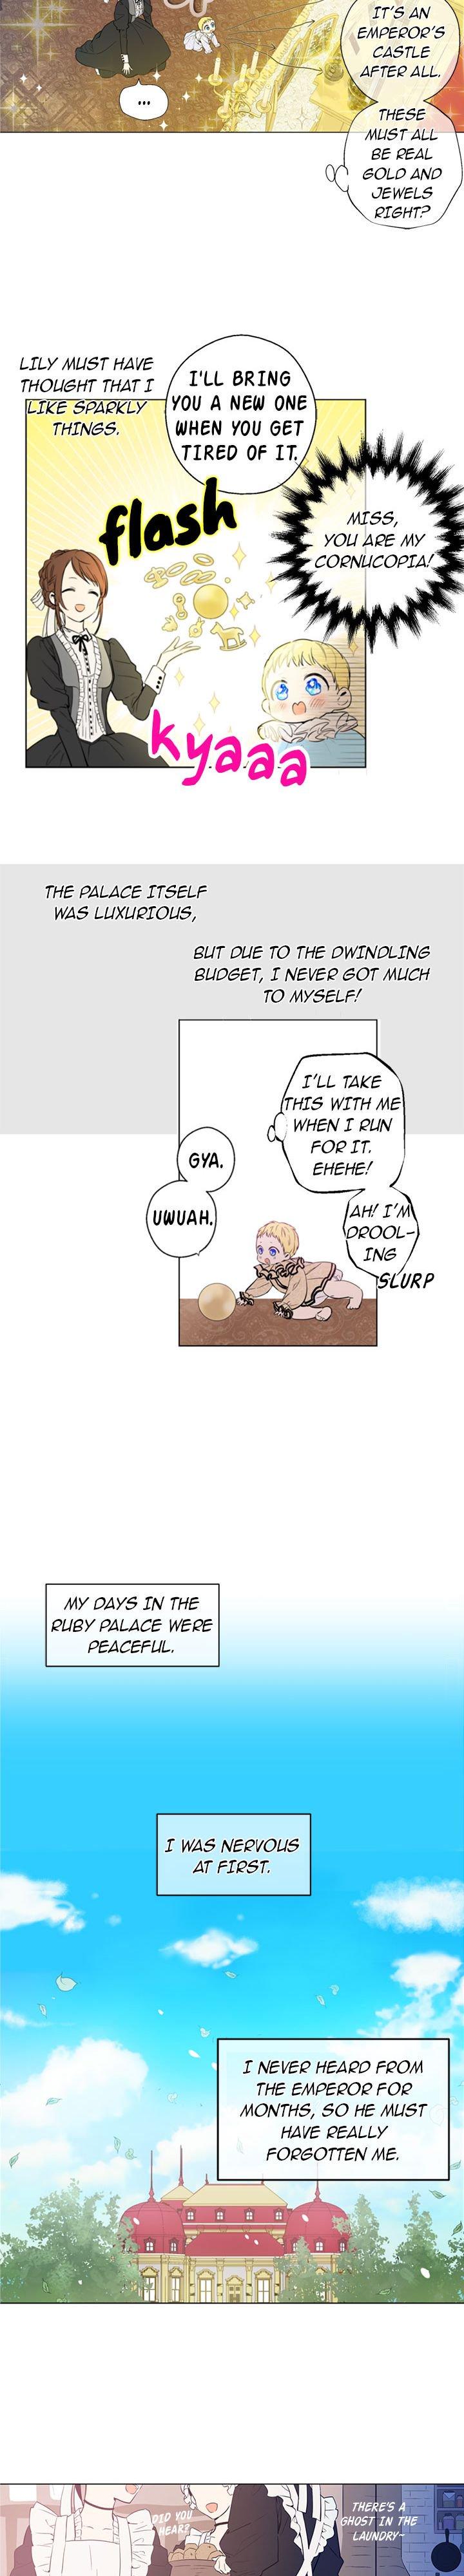 IT'S AN
EMPEROR'S
CASTLE
AFTER ALL.
...
THESE
MUST ALL
BE REAL
GOLD AND
JEWELS
RIGHT?
LILY MUST HAVE
THOUGHT THAT I
LIKE SPARKLY
THINGS.
I'LL BRING
YOU A NEW ONE
WHEN YOU GET
TIRED OF IT.
flash
MISS,
YOU ARE MY
CORNUCOPIA!
kyaaa
THE PALACE ITSELF
WAS LUXURIOUS,
BUT DUE TO THE DWINDLING
BUDGET, I NEVER GOT MUCH
TO MYSELF!
I'LL TAKE
THIS WITH ME
WHEN I RUN
FOR IT.
EHEHE!
GYA.
UWUAH.
AH! I'M
DROOL-
ING
SLURP
MY DAYS IN THE
RUBY PALACE WERE
PEACEFUL.
I WAS NERVOUS
AT FIRST.
I NEVER HEARD FROM
THE EMPEROR FOR
MONTHS, SO HE MUST
HAVE REALLY
FORGOTTEN ME.
DID YOU
HEAR?
THERE'S A
GHOST IN THE
LAUNDRY~